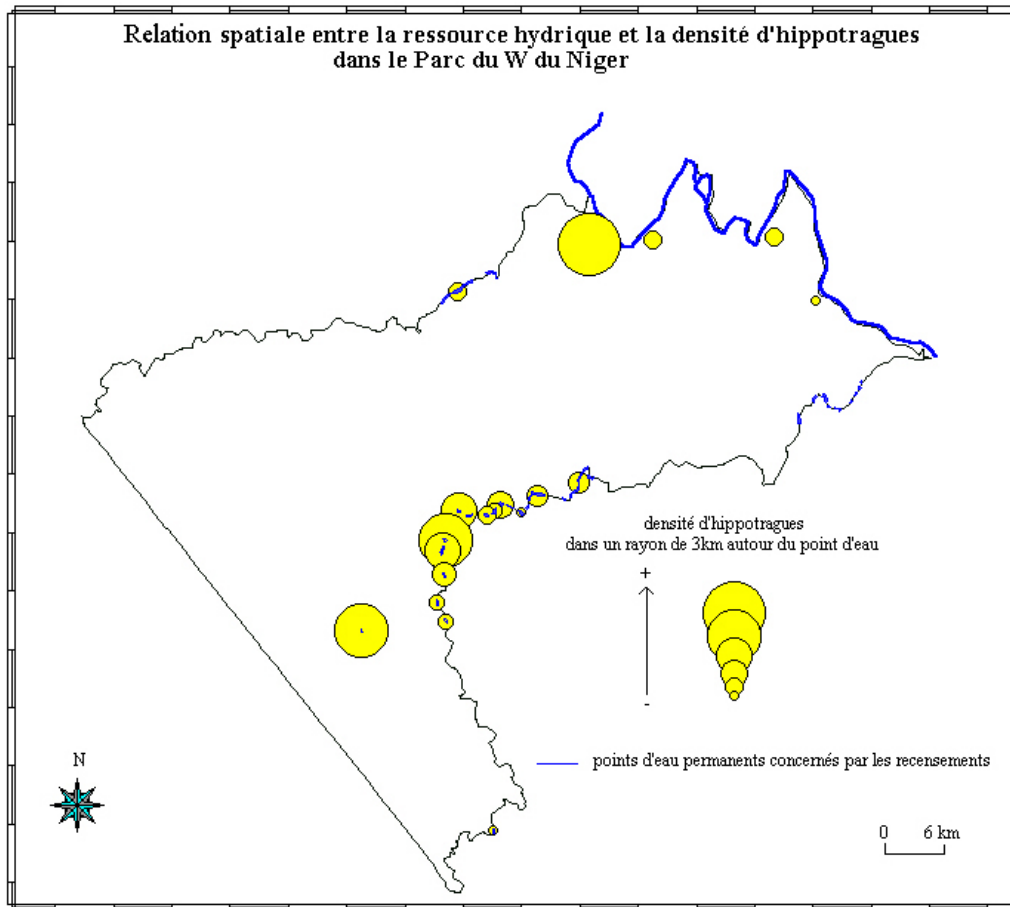 Relation spatiale entre la ressource hydrique et la densité d'hippotragues
dans le Parc du W du Niger
densité d'hippotragues
dans un rayon de 3km autour du point d'eau
+
-
N
points d'eau permanents concernés par les recensements
0 6 km